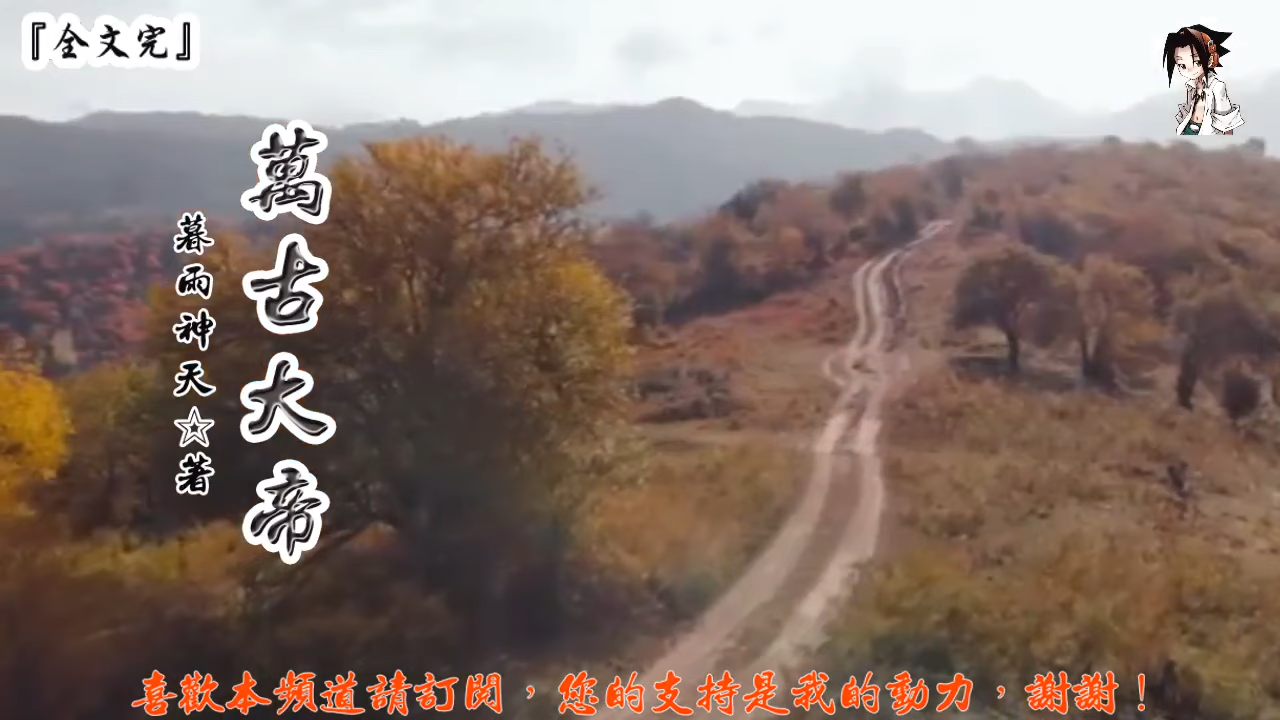 『全文完』
萬古大帝
暮雨神天☆著
喜歡本頻道請訂閱，您的支持是我的動力，謝謝！